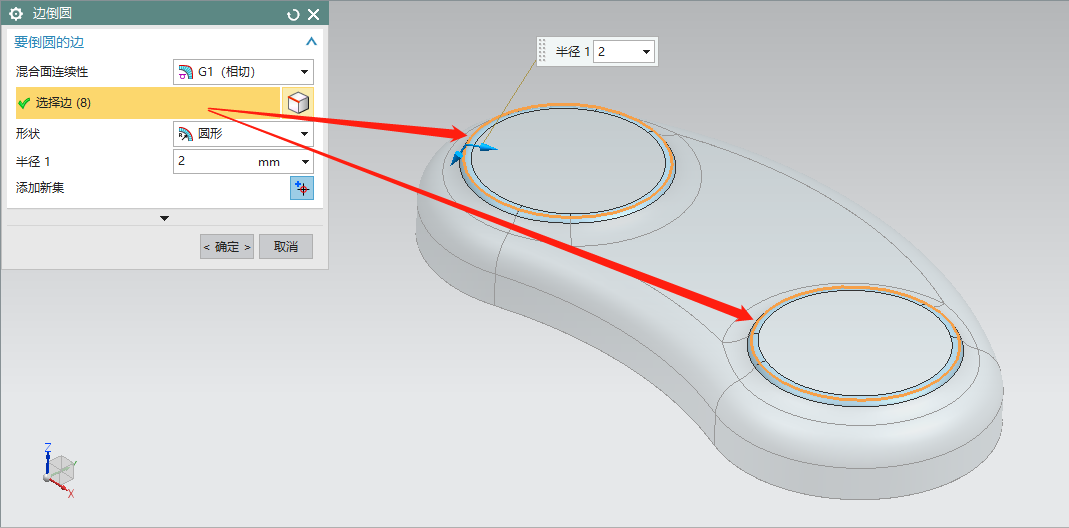 边倒圆
要倒圆的边
混合面连续性 G1（相切）
选择边 (8)
形状 圆形
半径 1 2 mm
添加新集
< 确定 > 取消
半径 1 2
Z
Y
X